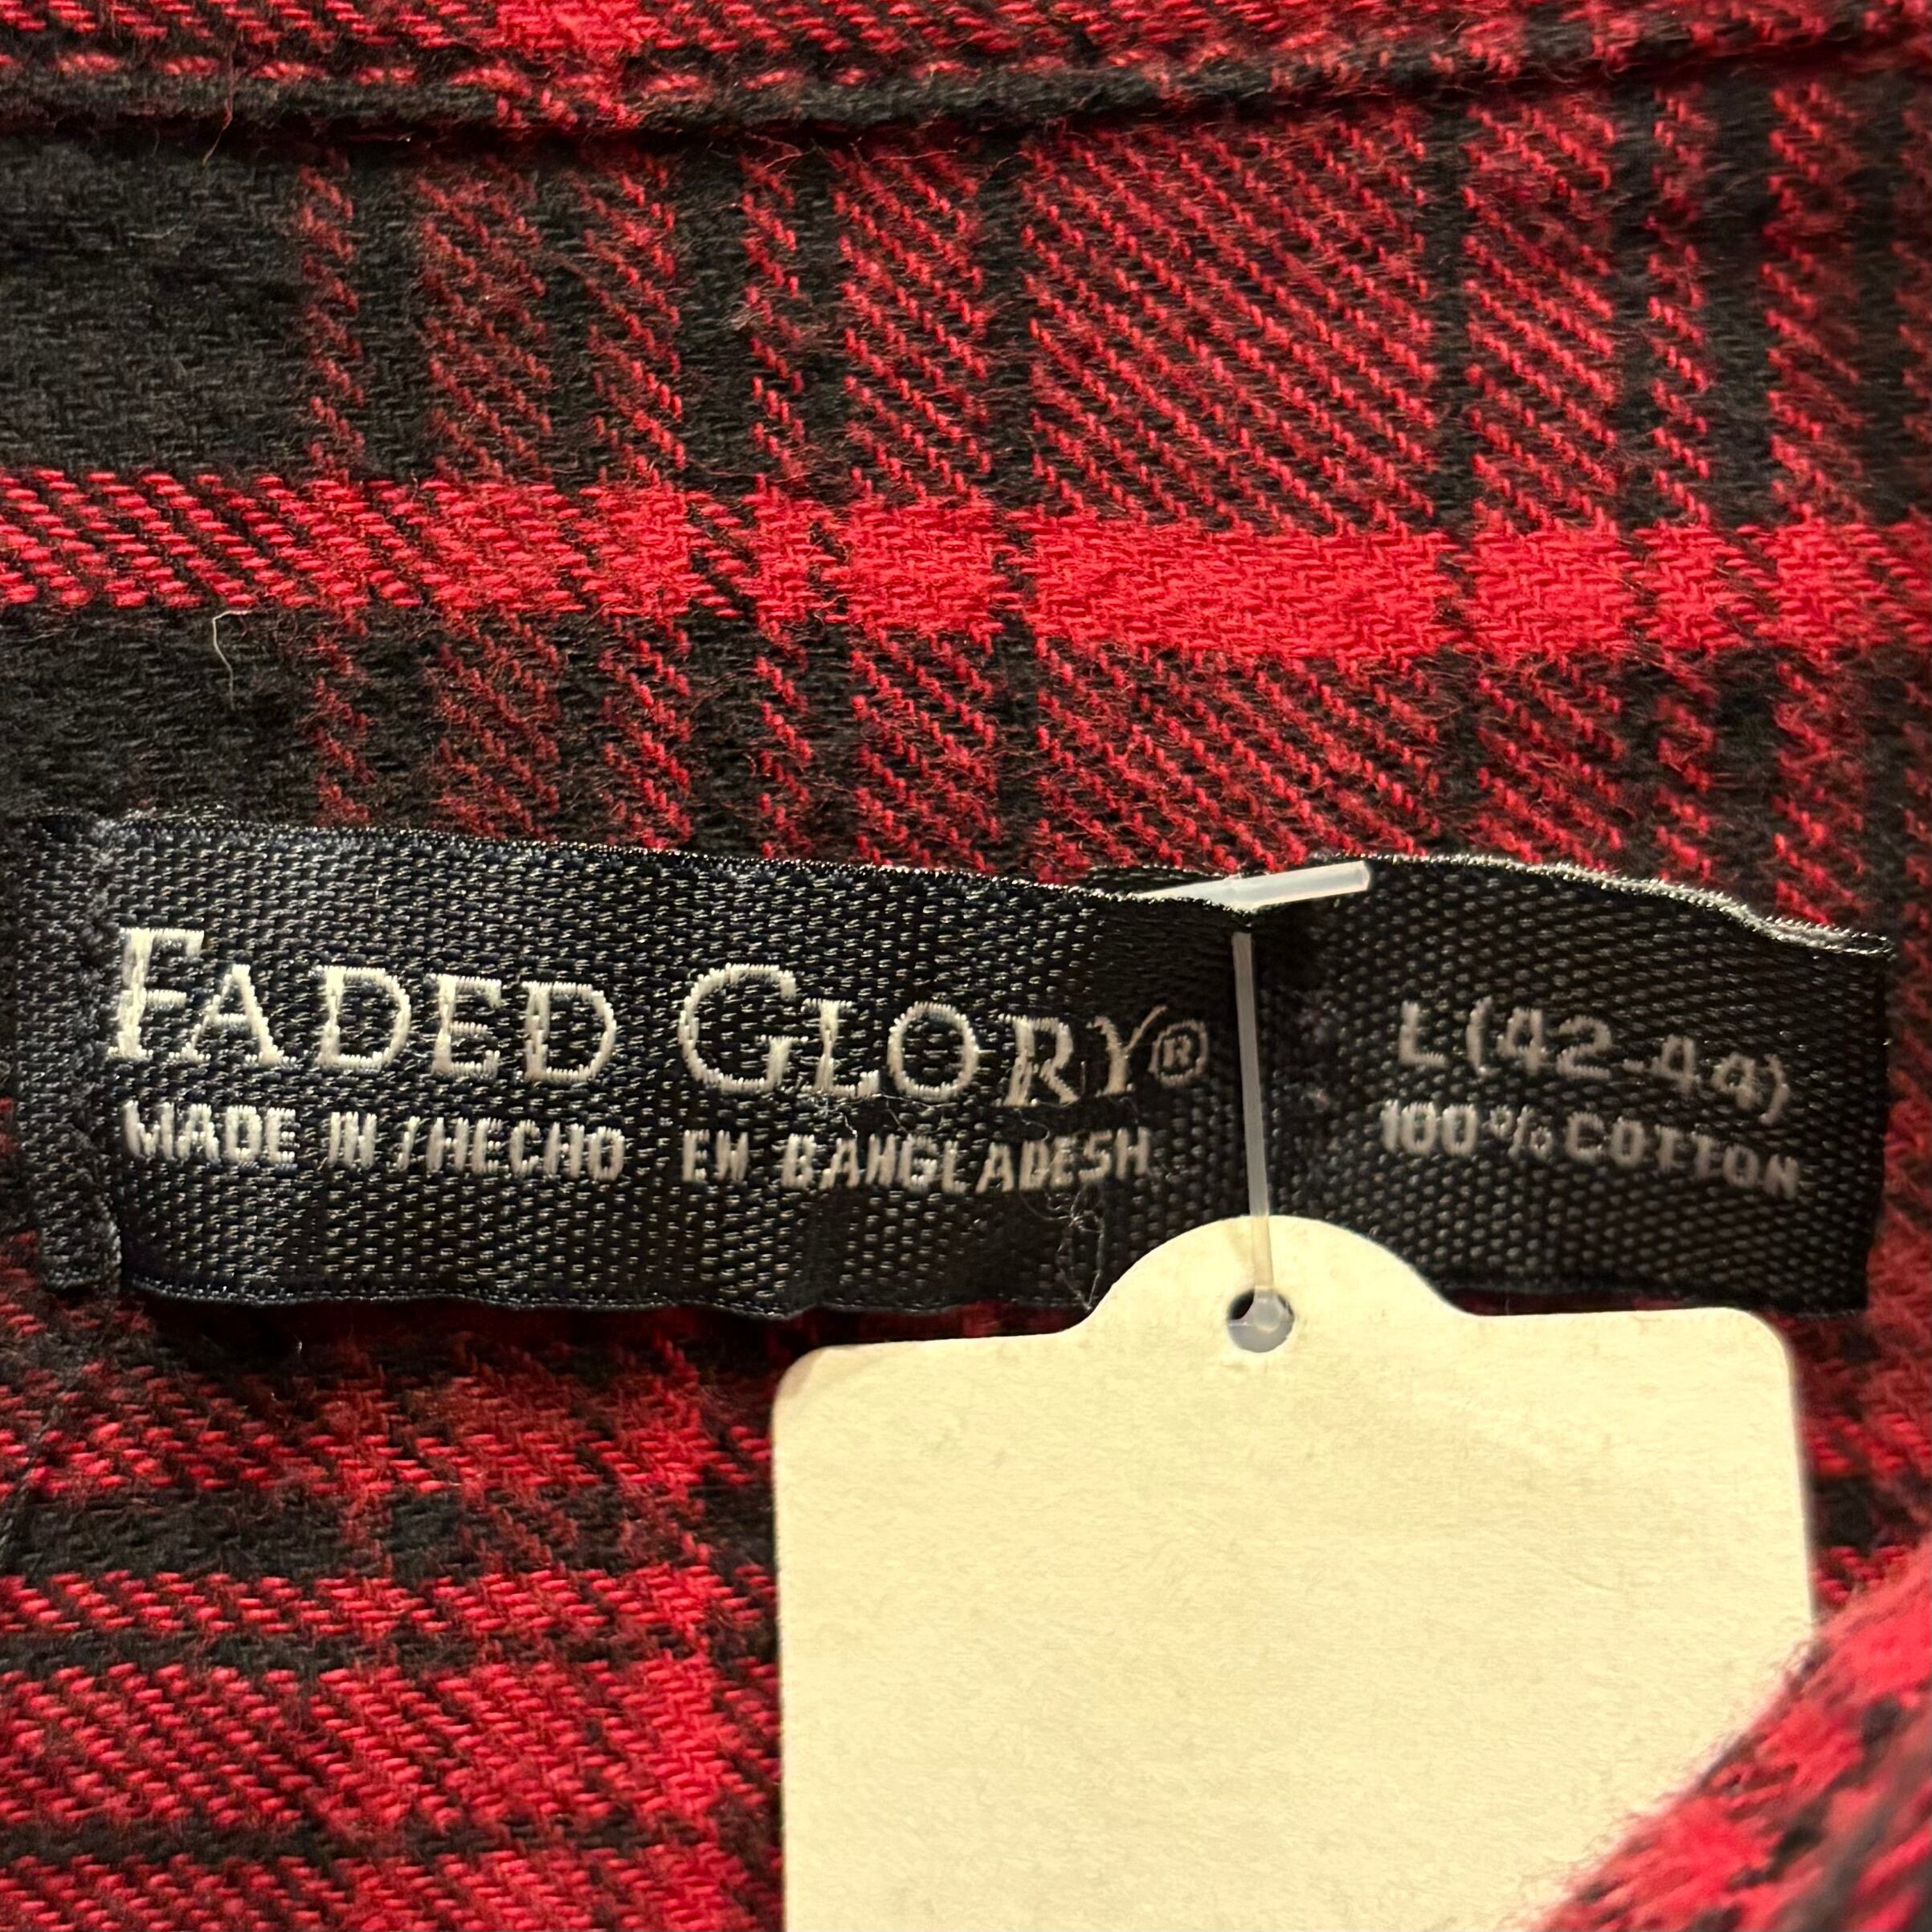 FADED GLORY®
MADE IN / HECHO EN BANGLADESH
L (42-44)
100% COTTON